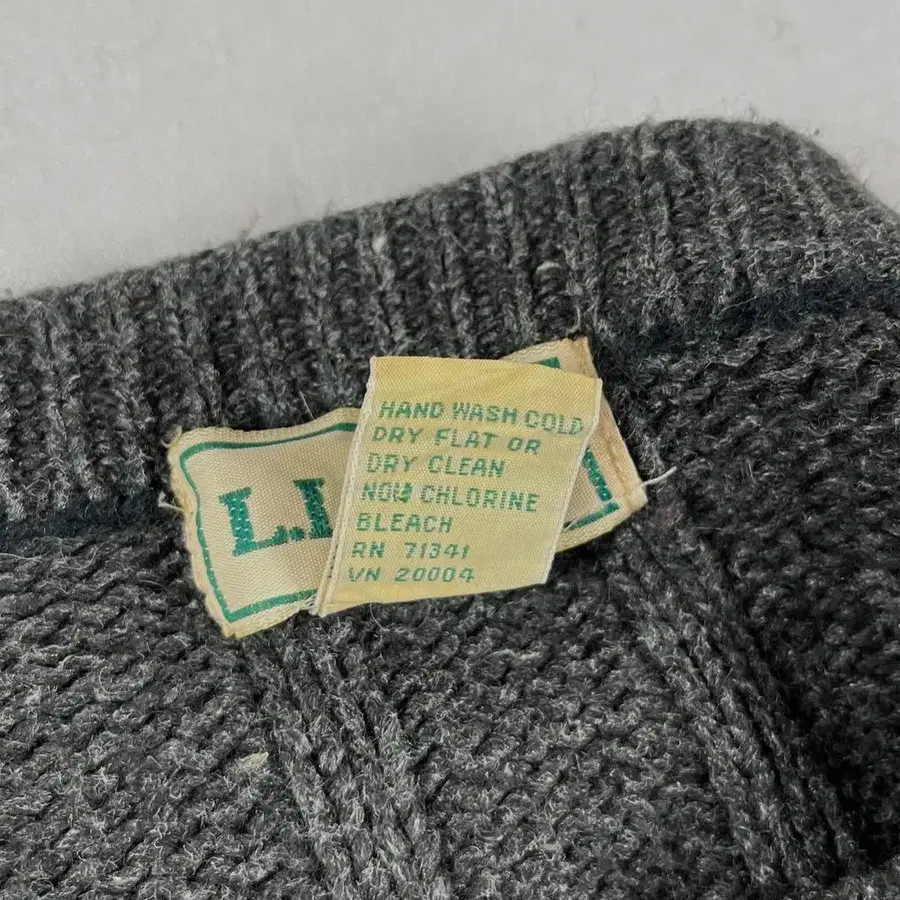 L.L
HAND WASH COLD
DRY FLAT OR
DRY CLEAN
NON CHLORINE
BLEACH
RN 71341
VN 20004